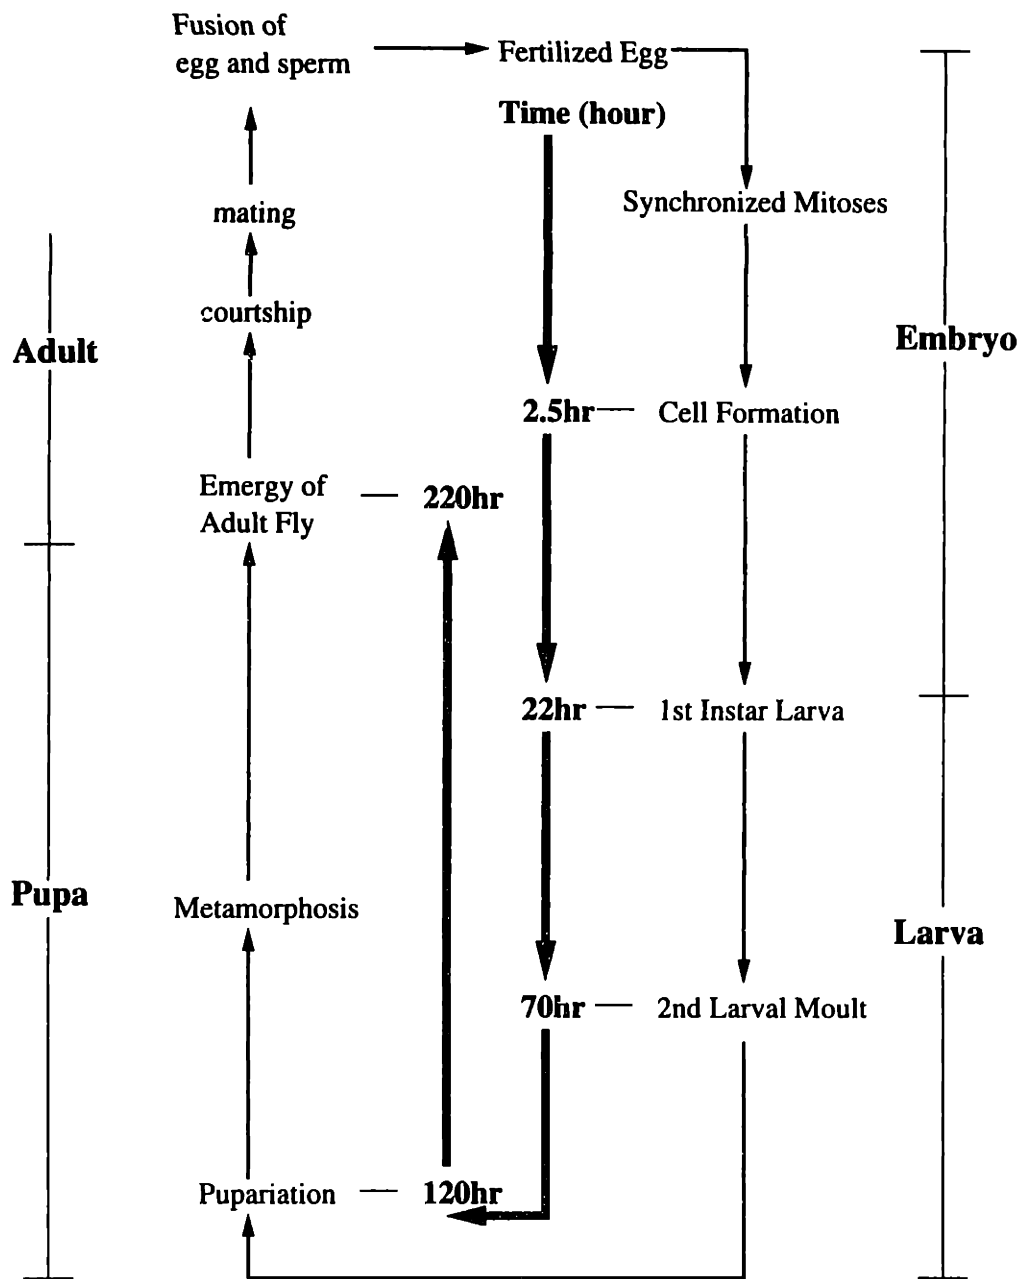 Fusion of
egg and sperm
Fertilized Egg
Time (hour)
Synchronized Mitoses
mating
courtship
Adult
Embryo
2.5hr
Cell Formation
Emergy of
Adult Fly
220hr
22hr
1st Instar Larva
Pupa
Metamorphosis
Larva
70hr
2nd Larval Moult
Pupariation
120hr